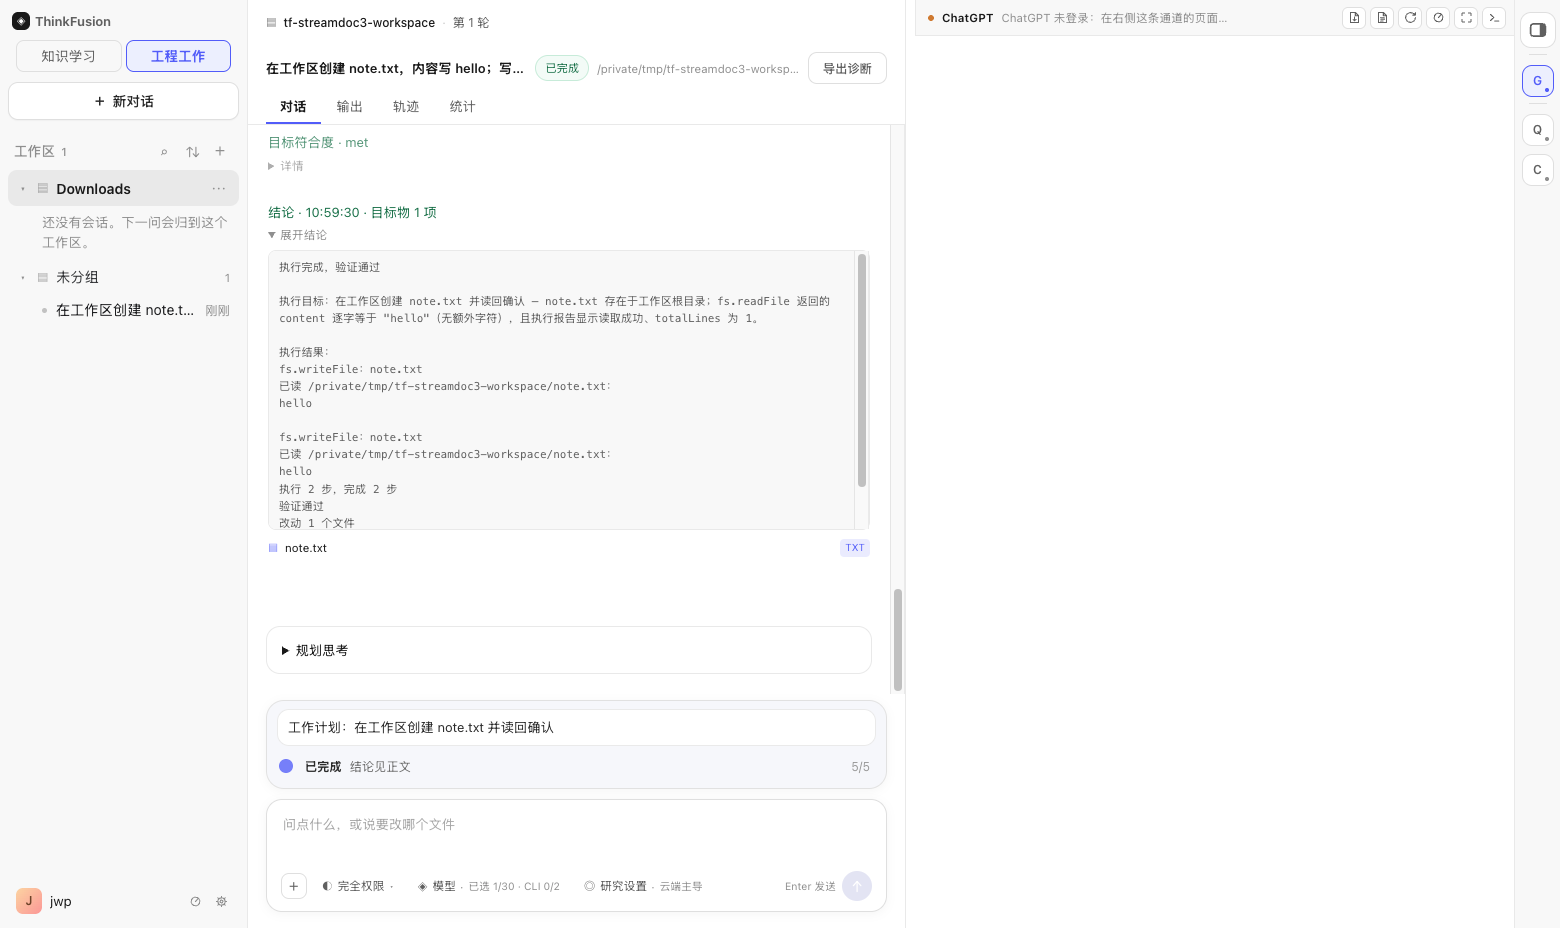 ThinkFusion
知识学习
工程工作
+ 新对话
工作区 1
Downloads
还没有会话。下一问会归到这个
工作区。
未分组 1
在工作区创建 note.t... 刚刚
J jwp
tf-streamdoc3-workspace · 第 1 轮
在工作区创建 note.txt，内容写 hello；写... 已完成 /private/tmp/tf-streamdoc3-worksp... 导出诊断
对话 输出 轨迹 统计
目标符合度 · met
详情
结论 · 10:59:30 · 目标物 1 项
展开结论
执行完成，验证通过
执行目标：在工作区创建 note.txt 并读回确认 — note.txt 存在于工作区根目录；fs.readFile 返回的
content 逐字等于 "hello"（无额外字符），且执行报告显示读取成功、totalLines 为 1。
执行结果：
fs.writeFile：note.txt
已读 /private/tmp/tf-streamdoc3-workspace/note.txt：
hello
fs.writeFile：note.txt
已读 /private/tmp/tf-streamdoc3-workspace/note.txt：
hello
执行 2 步，完成 2 步
验证通过
改动 1 个文件
note.txt TXT
规划思考
工作计划：在工作区创建 note.txt 并读回确认
已完成 结论见正文 5/5
问点什么，或说要改哪个文件
+ 完全权限 · 模型 · 已选 1/30 · CLI 0/2 研究设置 · 云端主导 Enter 发送
ChatGPT ChatGPT 未登录：在右侧这条通道的页面...
G
Q
C